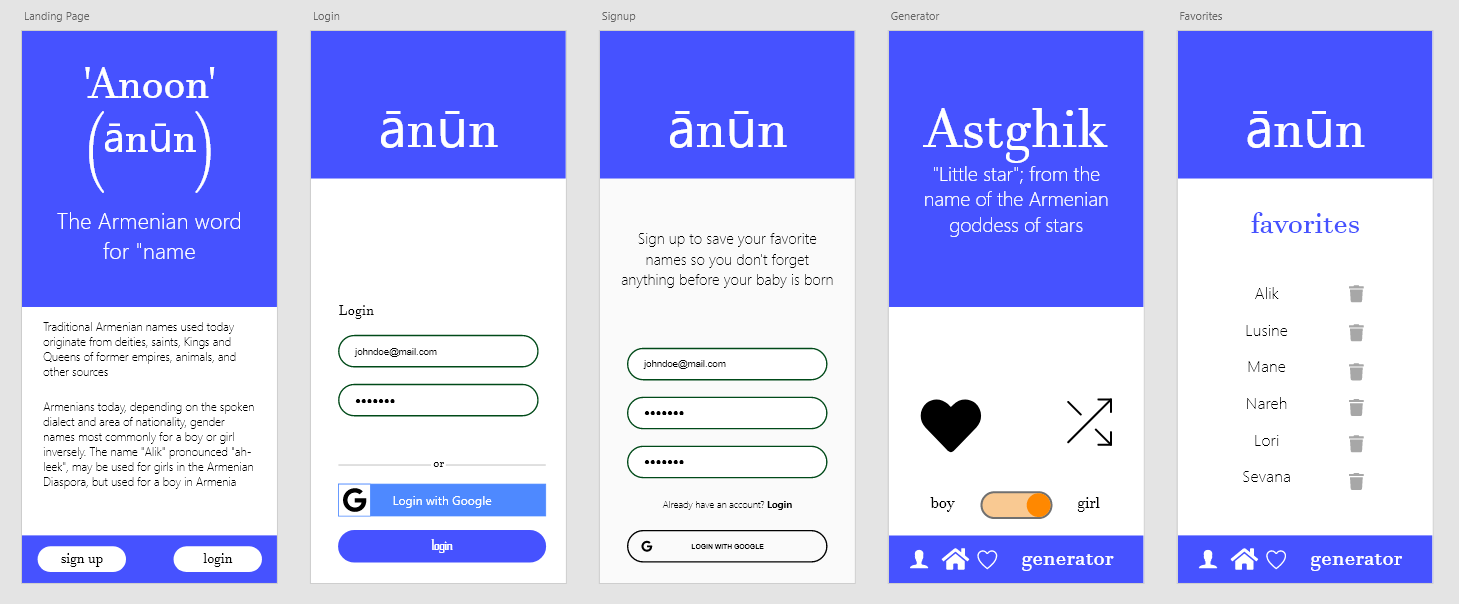 Landing Page
'Anoon'
(ānūn)
The Armenian word
for "name
Traditional Armenian names used today
originate from deities, saints, Kings and
Queens of former empires, animals, and
other sources
Armenians today, depending on the spoken
dialect and area of nationality, gender
names most commonly for a boy or girl
inversely. The name "Alik" pronounced "ah-
leek", may be used for girls in the Armenian
Diaspora, but used for a boy in Armenia
sign up
login
Login
ānūn
Login
johndoe@mail.com
•••••••
or
G
Login with Google
login
Signup
ānūn
Sign up to save your favorite
names so you don't forget
anything before your baby is born
johndoe@mail.com
•••••••
•••••••
Already have an account? Login
G
LOGIN WITH GOOGLE
Generator
Astghik
"Little star"; from the
name of the Armenian
goddess of stars
boy
girl
generator
Favorites
ānūn
favorites
Alik
Lusine
Mane
Nareh
Lori
Sevana
generator